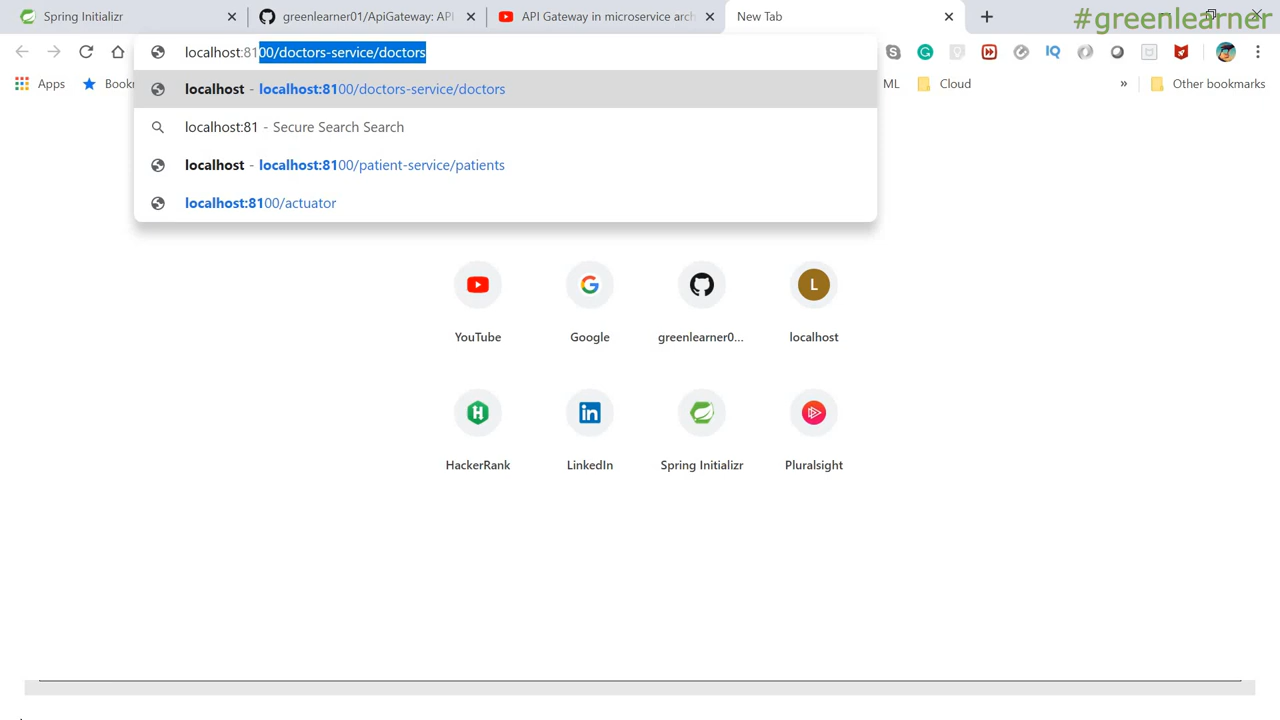 Spring Initializr
greenlearner01/ApiGateway: API
API Gateway in microservice arch
New Tab
#greenlearner
localhost:8100/doctors-service/doctors
IQ
Apps
ML
Cloud
»
Other bookmarks
localhost - localhost:8100/doctors-service/doctors
localhost:81 - Secure Search Search
localhost - localhost:8100/patient-service/patients
localhost:8100/actuator
L
YouTube
Google
greenlearner0...
localhost
HackerRank
LinkedIn
Spring Initializr
Pluralsight